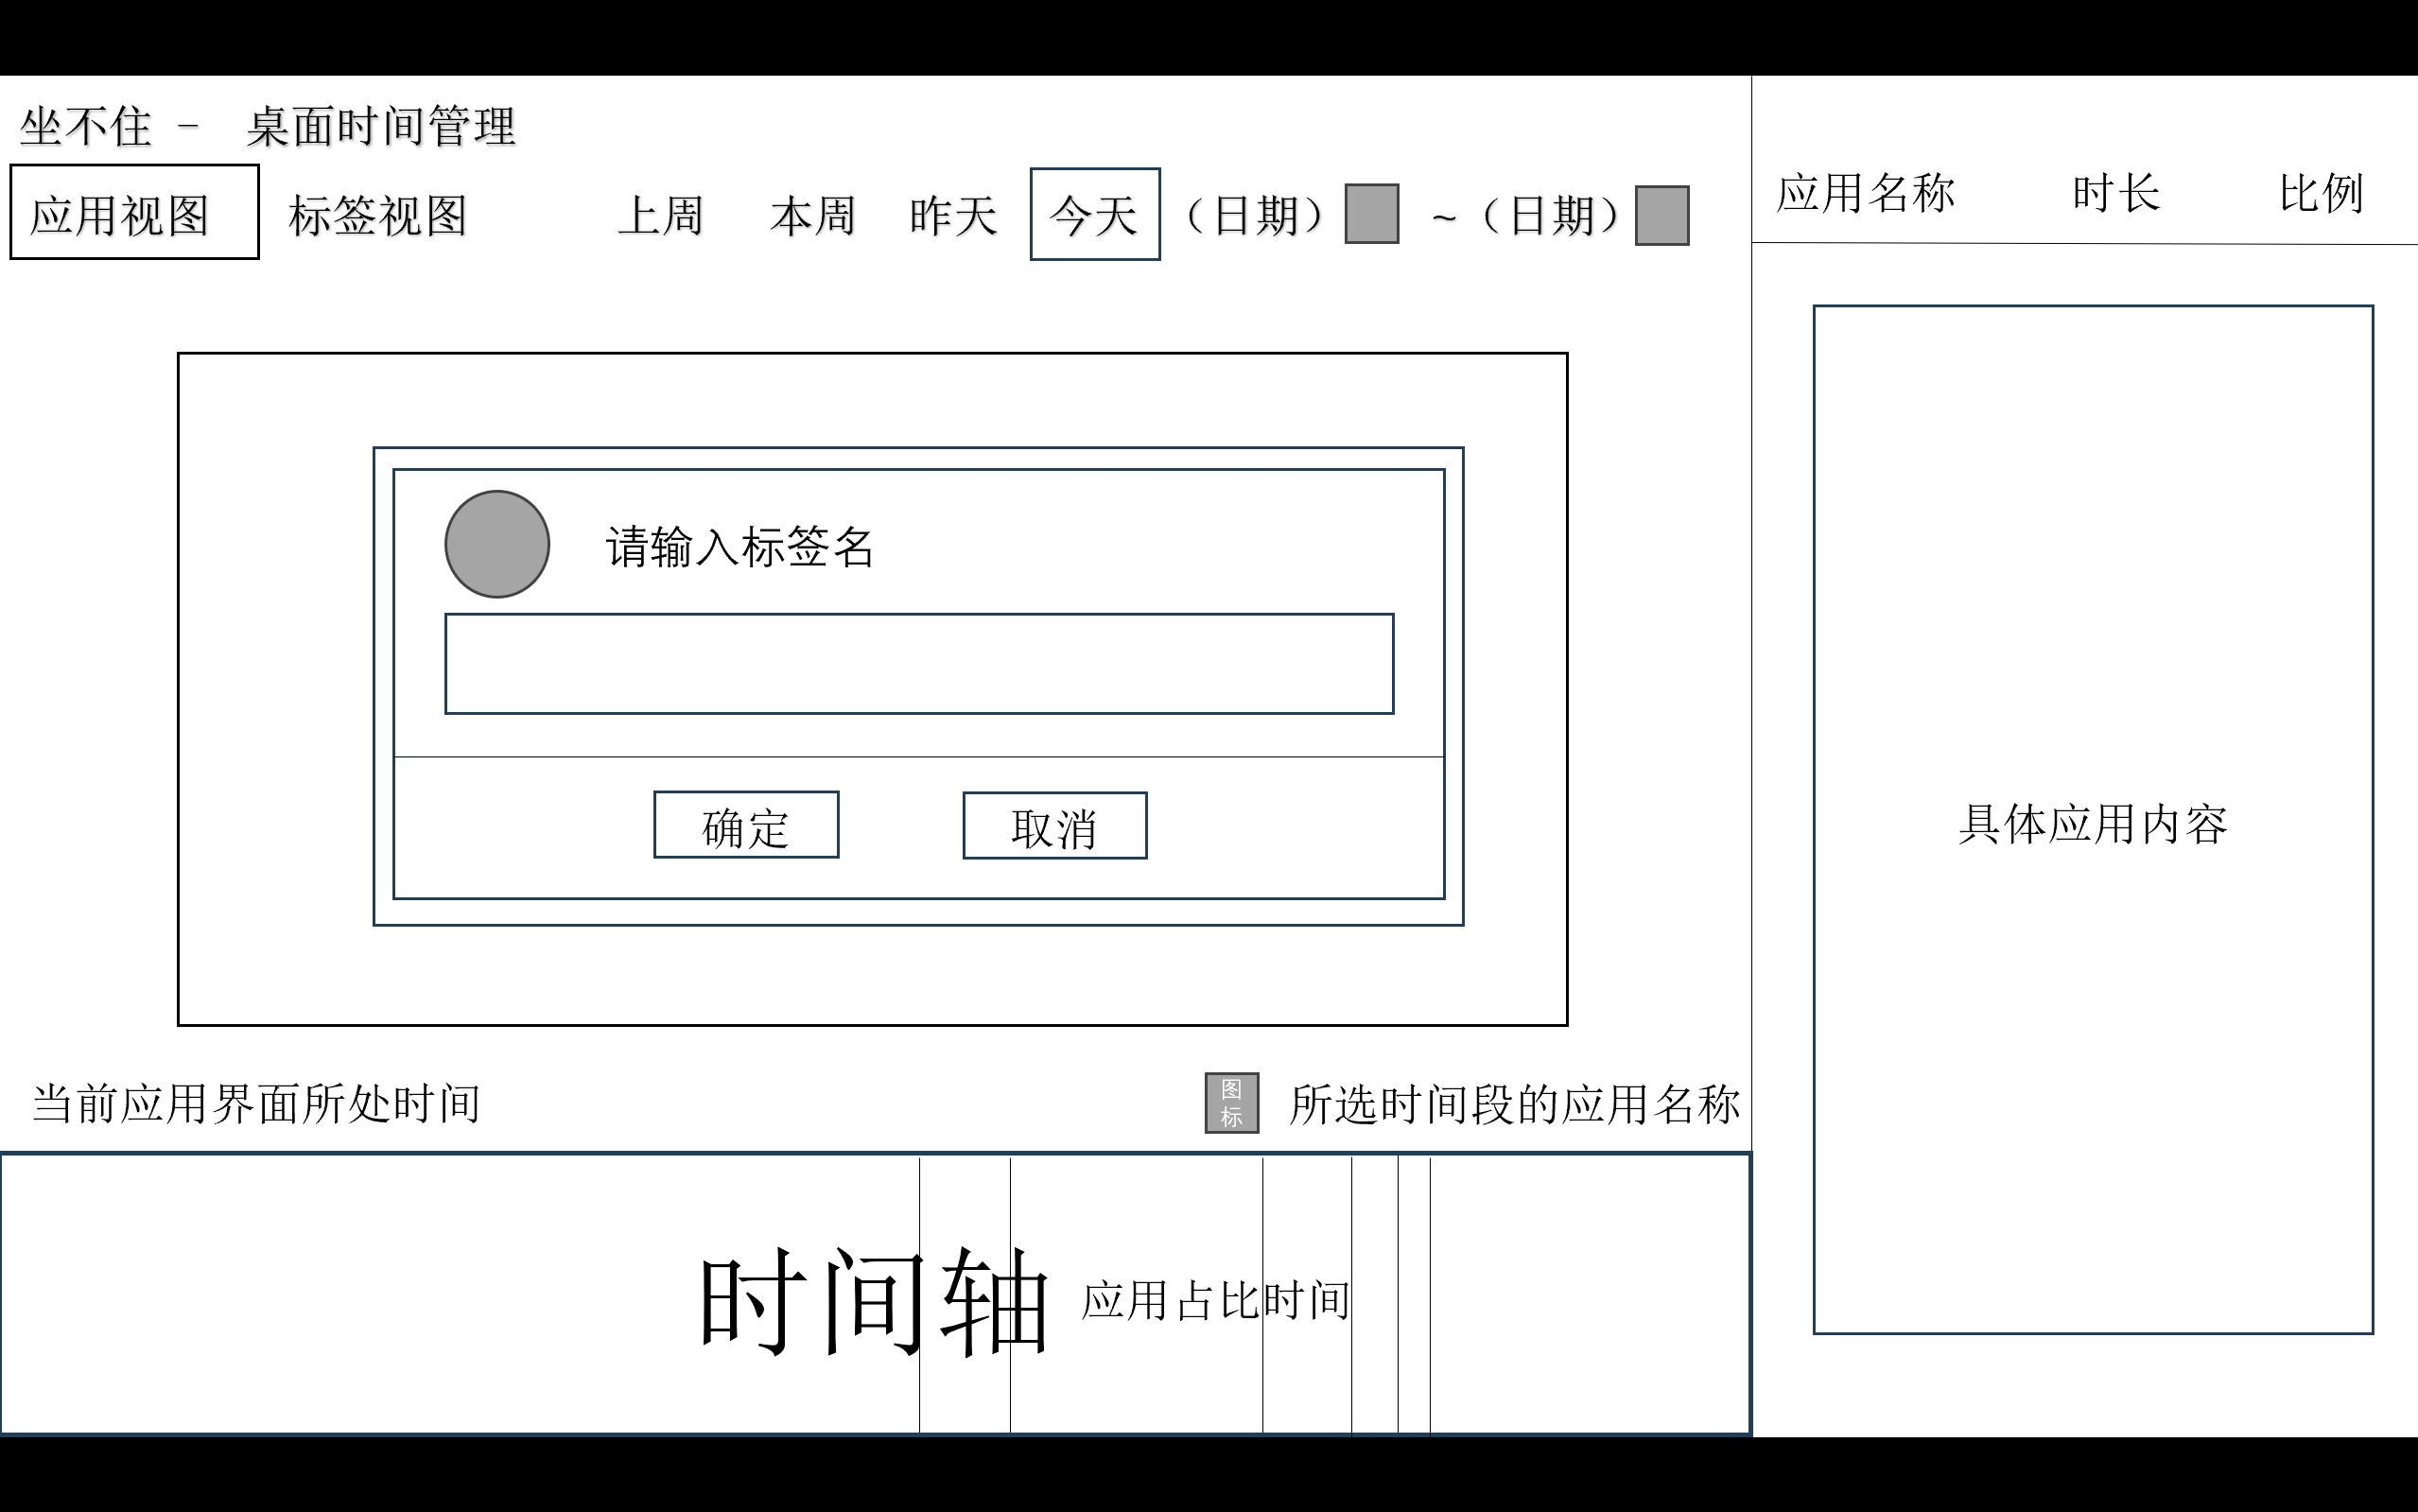 坐不住 － 桌面时间管理
应用视图 标签视图 上周 本周 昨天 今天 （日期） ~ （日期）
应用名称 时长 比例
请输入标签名
确定 取消
具体应用内容
当前应用界面所处时间
图
标
所选时间段的应用名称
时间轴 应用占比时间